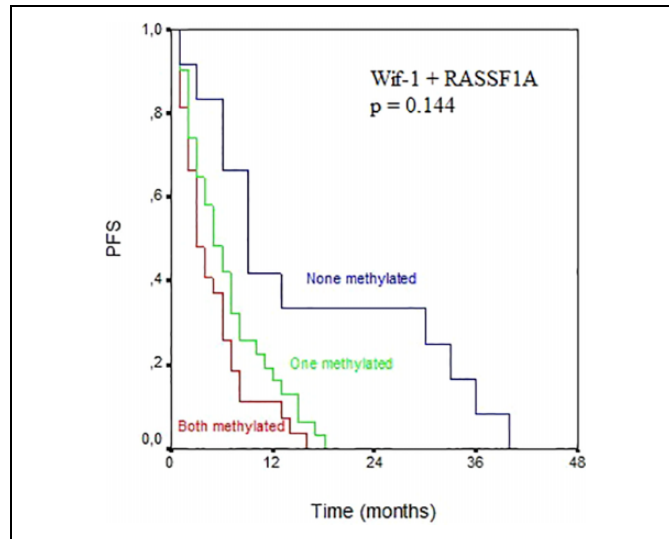 1,0
Wif-1 + RASSF1A
p = 0.144
,8
,6
PFS
None methylated
,4
One methylated
,2
Both methylated
0,0
0 12 24 36 48
Time (months)